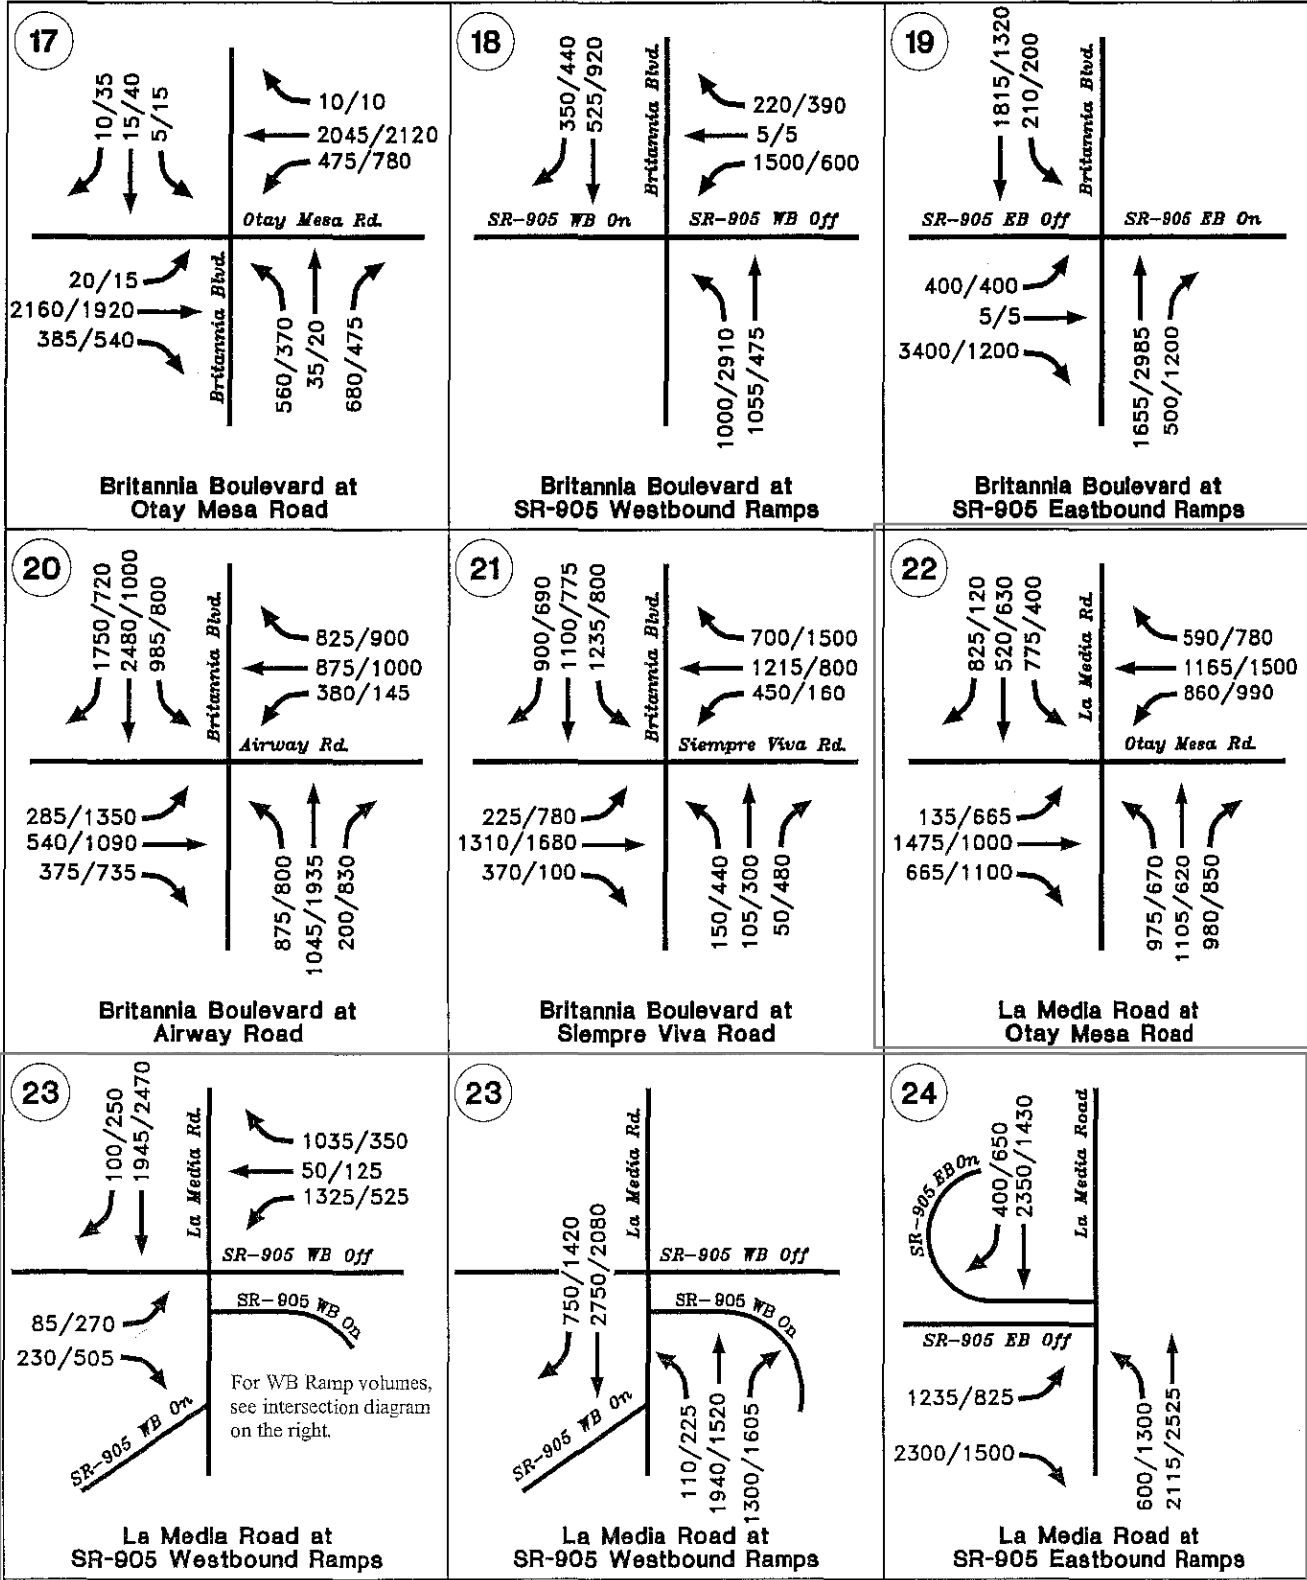 17
10/35
15/40
5/15
10/10
2045/2120
475/780
Otay Mesa Rd.
Britannia Blvd.
20/15
2160/1920
385/540
560/370
35/20
680/475
Britannia Boulevard at
Otay Mesa Road
18
350/440
525/920
Britannia Blvd.
220/390
5/5
1500/600
SR-905 WB On
SR-905 WB Off
1000/2910
1055/475
Britannia Boulevard at
SR-905 Westbound Ramps
19
1815/1320
210/200
Britannia Blvd.
SR-905 EB Off
SR-905 EB On
400/400
5/5
3400/1200
1655/2985
500/1200
Britannia Boulevard at
SR-905 Eastbound Ramps
20
1750/720
2480/1000
985/800
Britannia Blvd.
825/900
875/1000
380/145
Airway Rd.
285/1350
540/1090
375/735
875/800
1045/1935
200/830
Britannia Boulevard at
Airway Road
21
900/690
1100/775
1235/800
Britannia Blvd.
700/1500
1215/800
450/160
Siempre Viva Rd.
225/780
1310/1680
370/100
150/440
105/300
50/480
Britannia Boulevard at
Siempre Viva Road
22
825/120
520/630
775/400
La Media Rd.
590/780
1165/1500
860/990
Otay Mesa Rd.
135/665
1475/1000
665/1100
975/670
1105/620
980/850
La Media Road at
Otay Mesa Road
23
100/250
1945/2470
La Media Rd.
1035/350
50/125
1325/525
SR-905 WB Off
SR-905 WB On
85/270
230/505
For WB Ramp volumes,
see intersection diagram
on the right.
SR-905 WB On
La Media Road at
SR-905 Westbound Ramps
23
La Media Rd.
750/1420
2750/2080
SR-905 WB Off
SR-905 WB On
SR-905 WB On
110/225
1940/1520
1300/1605
La Media Road at
SR-905 Westbound Ramps
24
SR-905 EB On
400/650
2350/1430
La Media Road
SR-905 EB Off
1235/825
2300/1500
600/1300
2115/2525
La Media Road at
SR-905 Eastbound Ramps